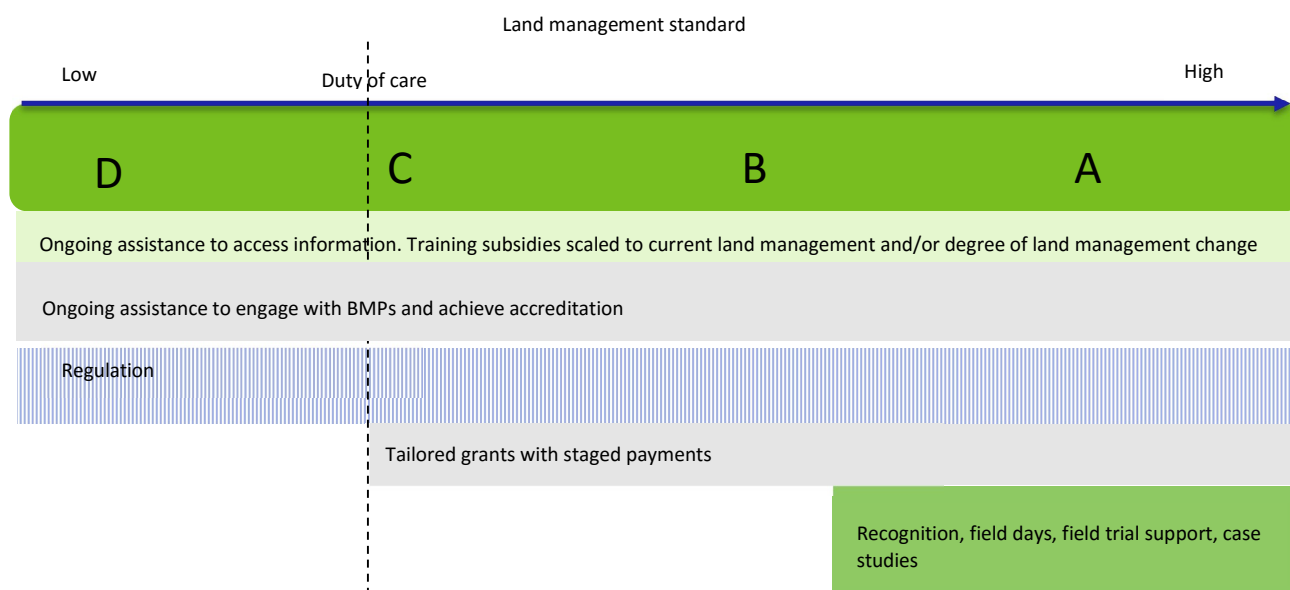 Land management standard
Low
Duty of care
High
D
C
B
A
Ongoing assistance to access information. Training subsidies scaled to current land management and/or degree of land management change
Ongoing assistance to engage with BMPs and achieve accreditation
Regulation
Tailored grants with staged payments
Recognition, field days, field trial support, case
studies